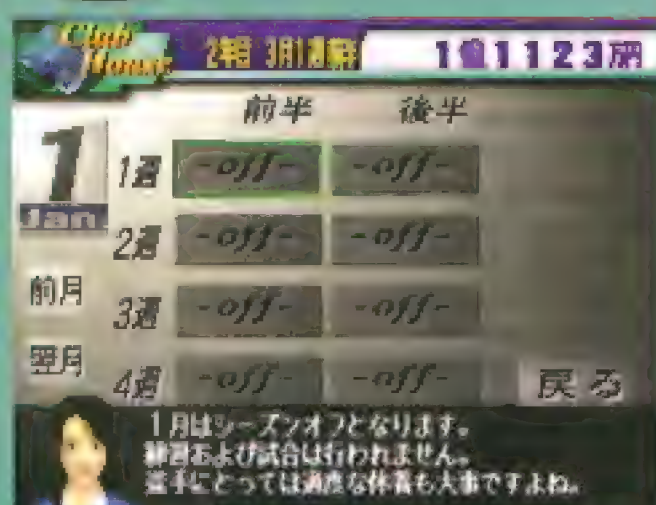 Club House
2年目 3月1週前半
1億1123万円
前半 後半
1
Jan.
1週 -off- -off-
2週 -off- -off-
前月
3週 -off- -off-
翌月
4週 -off- -off-
戻る
1月はシーズンオフとなります。
練習および試合は行われません。
選手にとっては適度な休養も大事ですよね。